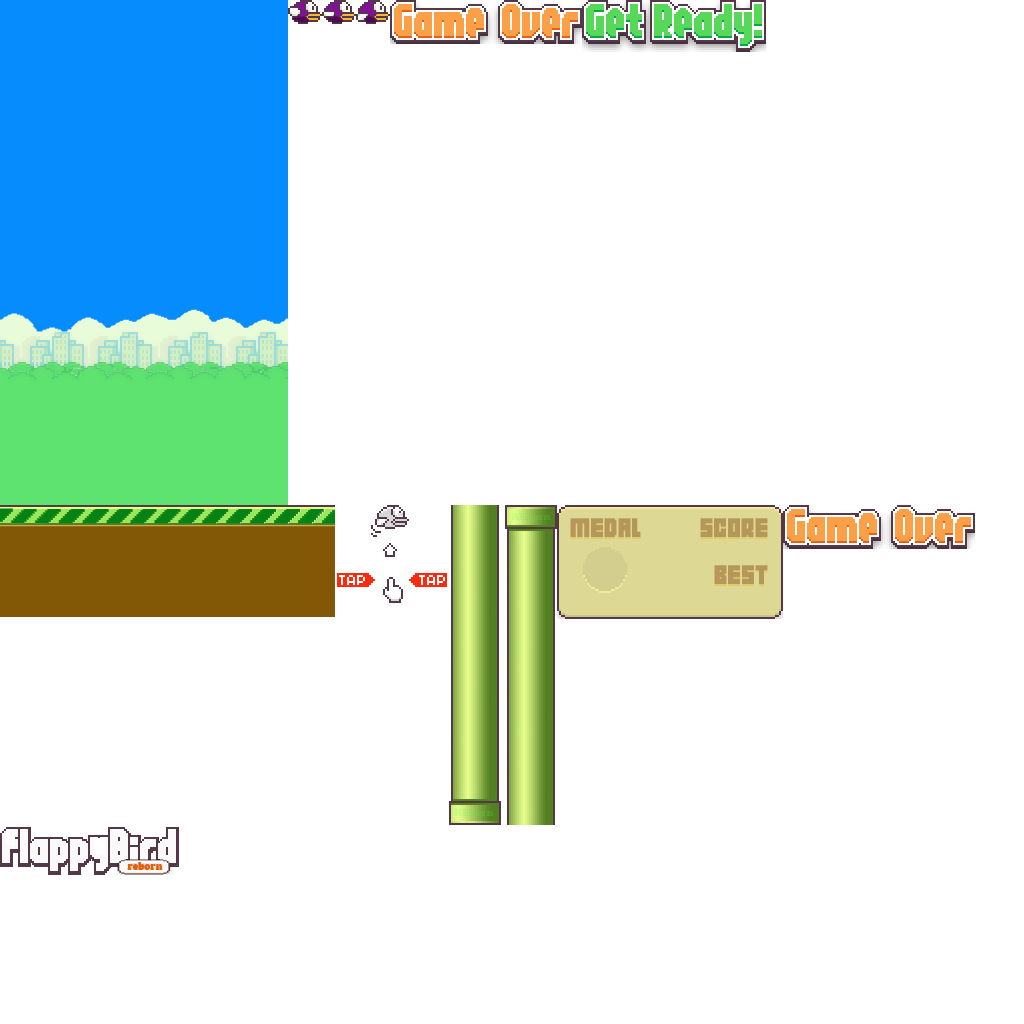 Game Over
Get Ready!
MEDAL
SCORE
BEST
Game Over
TAP
TAP
FlappyBird
reborn